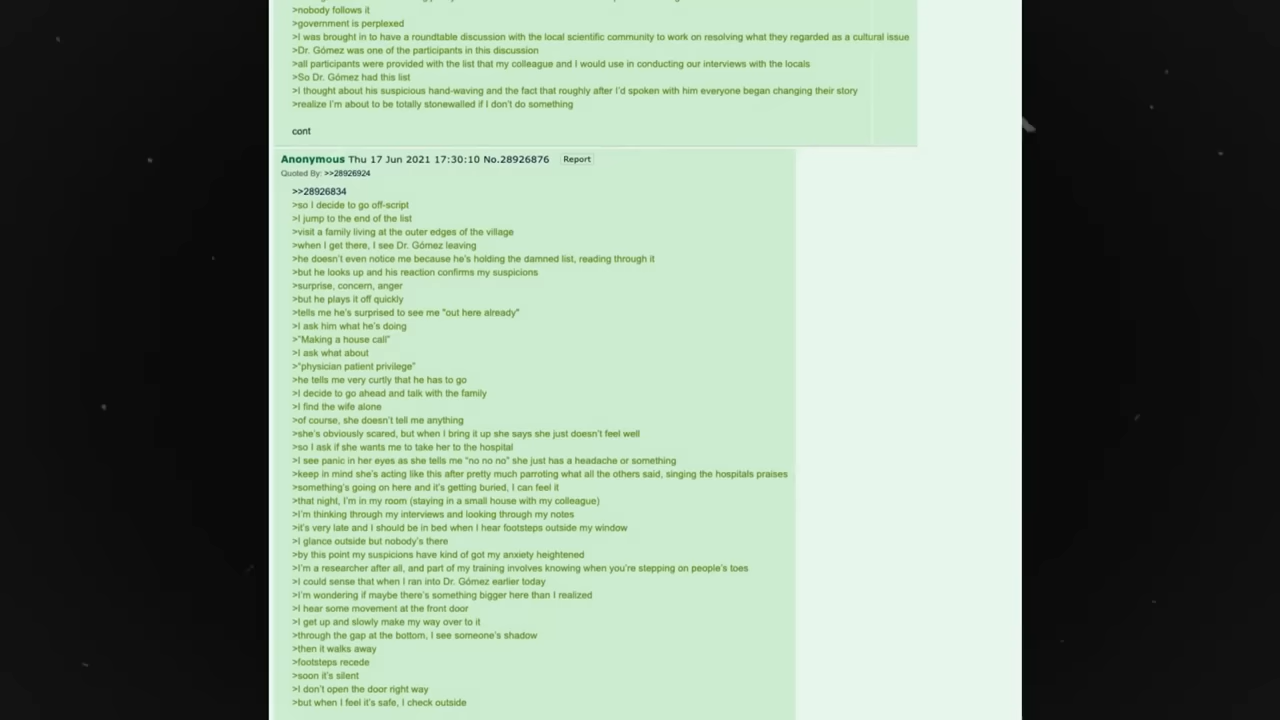 >nobody follows it
>government is perplexed
>I was brought in to have a roundtable discussion with the local scientific community to work on resolving what they regarded as a cultural issue
>Dr. Gómez was one of the participants in this discussion
>all participants were provided with the list that my colleague and I would use in conducting our interviews with the locals
>So Dr. Gómez had this list
>I thought about his suspicious hand-waving and the fact that roughly after I'd spoken with him everyone began changing their story
>realize I'm about to be totally stonewalled if I don't do something
cont
Anonymous Thu 17 Jun 2021 17:30:10 No.28926876 Report
Quoted By: >>28926924
>>28926834
>so I decide to go off-script
>I jump to the end of the list
>visit a family living at the outer edges of the village
>when I get there, I see Dr. Gómez leaving
>he doesn't even notice me because he's holding the damned list, reading through it
>but he looks up and his reaction confirms my suspicions
>surprise, concern, anger
>but he plays it off quickly
>tells me he's surprised to see me "out here already"
>I ask him what he's doing
>"Making a house call"
>I ask what about
>"physician patient privilege"
>he tells me very curtly that he has to go
>I decide to go ahead and talk with the family
>I find the wife alone
>of course, she doesn't tell me anything
>she's obviously scared, but when I bring it up she says she just doesn't feel well
>so I ask if she wants me to take her to the hospital
>I see panic in her eyes as she tells me "no no no" she just has a headache or something
>keep in mind she's acting like this after pretty much parroting what all the others said, singing the hospitals praises
>something's going on here and it's getting buried, I can feel it
>that night, I'm in my room (staying in a small house with my colleague)
>I'm thinking through my interviews and looking through my notes
>it's very late and I should be in bed when I hear footsteps outside my window
>I glance outside but nobody's there
>by this point my suspicions have kind of got my anxiety heightened
>I'm a researcher after all, and part of my training involves knowing when you're stepping on people's toes
>I could sense that when I ran into Dr. Gómez earlier today
>I'm wondering if maybe there's something bigger here than I realized
>I hear some movement at the front door
>I get up and slowly make my way over to it
>through the gap at the bottom, I see someone's shadow
>then it walks away
>footsteps recede
>soon it's silent
>I don't open the door right way
>but when I feel it's safe, I check outside